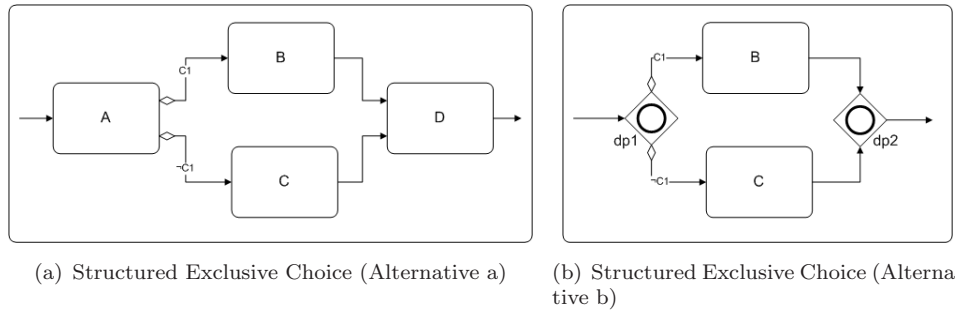 A
C1
B
¬C1
C
D
dp1
C1
B
¬C1
C
dp2
(a) Structured Exclusive Choice (Alternative a)
(b) Structured Exclusive Choice (Alterna
tive b)